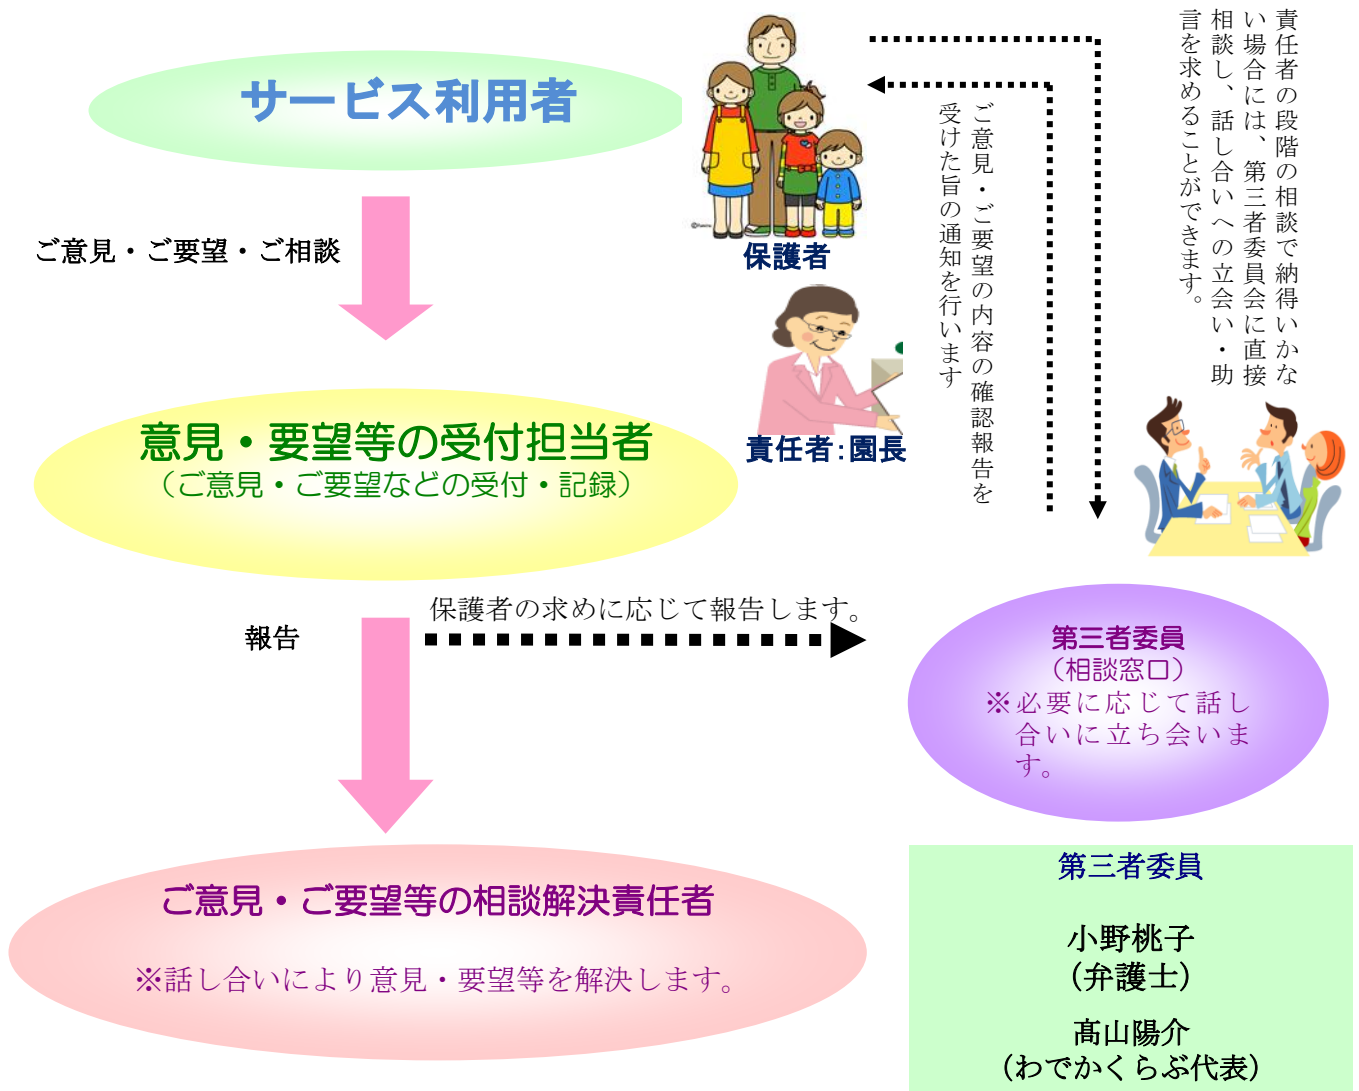 サービス利用者
ご意見・ご要望・ご相談
保護者
責任者の段階の相談で納得いかな
い場合には、第三者委員会に直接
相談し、話し合いへの立会い・助
言を求めることができます。
ご意見・ご要望の内容の確認報告を
受けた旨の通知を行います
責任者：園長
意見・要望等の受付担当者
（ご意見・ご要望などの受付・記録）
報告
保護者の求めに応じて報告します。
第三者委員
（相談窓口）
※必要に応じて話し
合いに立ち会いま
す。
ご意見・ご要望等の相談解決責任者
※話し合いにより意見・要望等を解決します。
第三者委員
小野桃子
（弁護士）
髙山陽介
（わでかくらぶ代表）